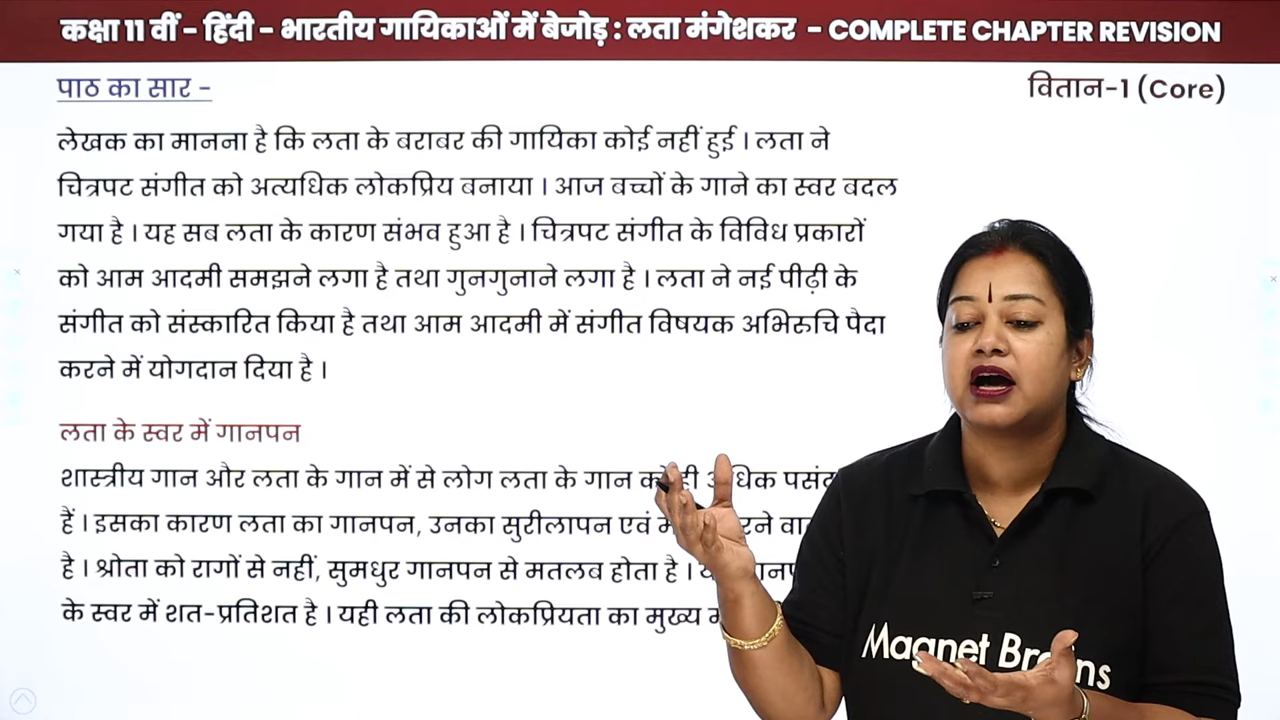 कक्षा 11 वीं - हिंदी - भारतीय गायिकाओं में बेजोड़ : लता मंगेशकर - COMPLETE CHAPTER REVISION
पाठ का सार -
वितान-1 (Core)
लेखक का मानना है कि लता के बराबर की गायिका कोई नहीं हुई । लता ने
चित्रपट संगीत को अत्यधिक लोकप्रिय बनाया । आज बच्चों के गाने का स्वर बदल
गया है । यह सब लता के कारण संभव हुआ है । चित्रपट संगीत के विविध प्रकारों
को आम आदमी समझने लगा है तथा गुनगुनाने लगा है । लता ने नई पीढ़ी के
संगीत को संस्कारित किया है तथा आम आदमी में संगीत विषयक अभिरुचि पैदा
करने में योगदान दिया है ।
लता के स्वर में गानपन
शास्त्रीय गान और लता के गान में से लोग लता के गान ही
हैं । इसका कारण लता का गानपन, उनका सुरीलापन एवं
है । श्रोता को रागों से नहीं, सुमधुर गानपन से मतलब होता है ।
के स्वर में शत-प्रतिशत है । यही लता की लोकप्रियता का मुख्य
Magnet Brains